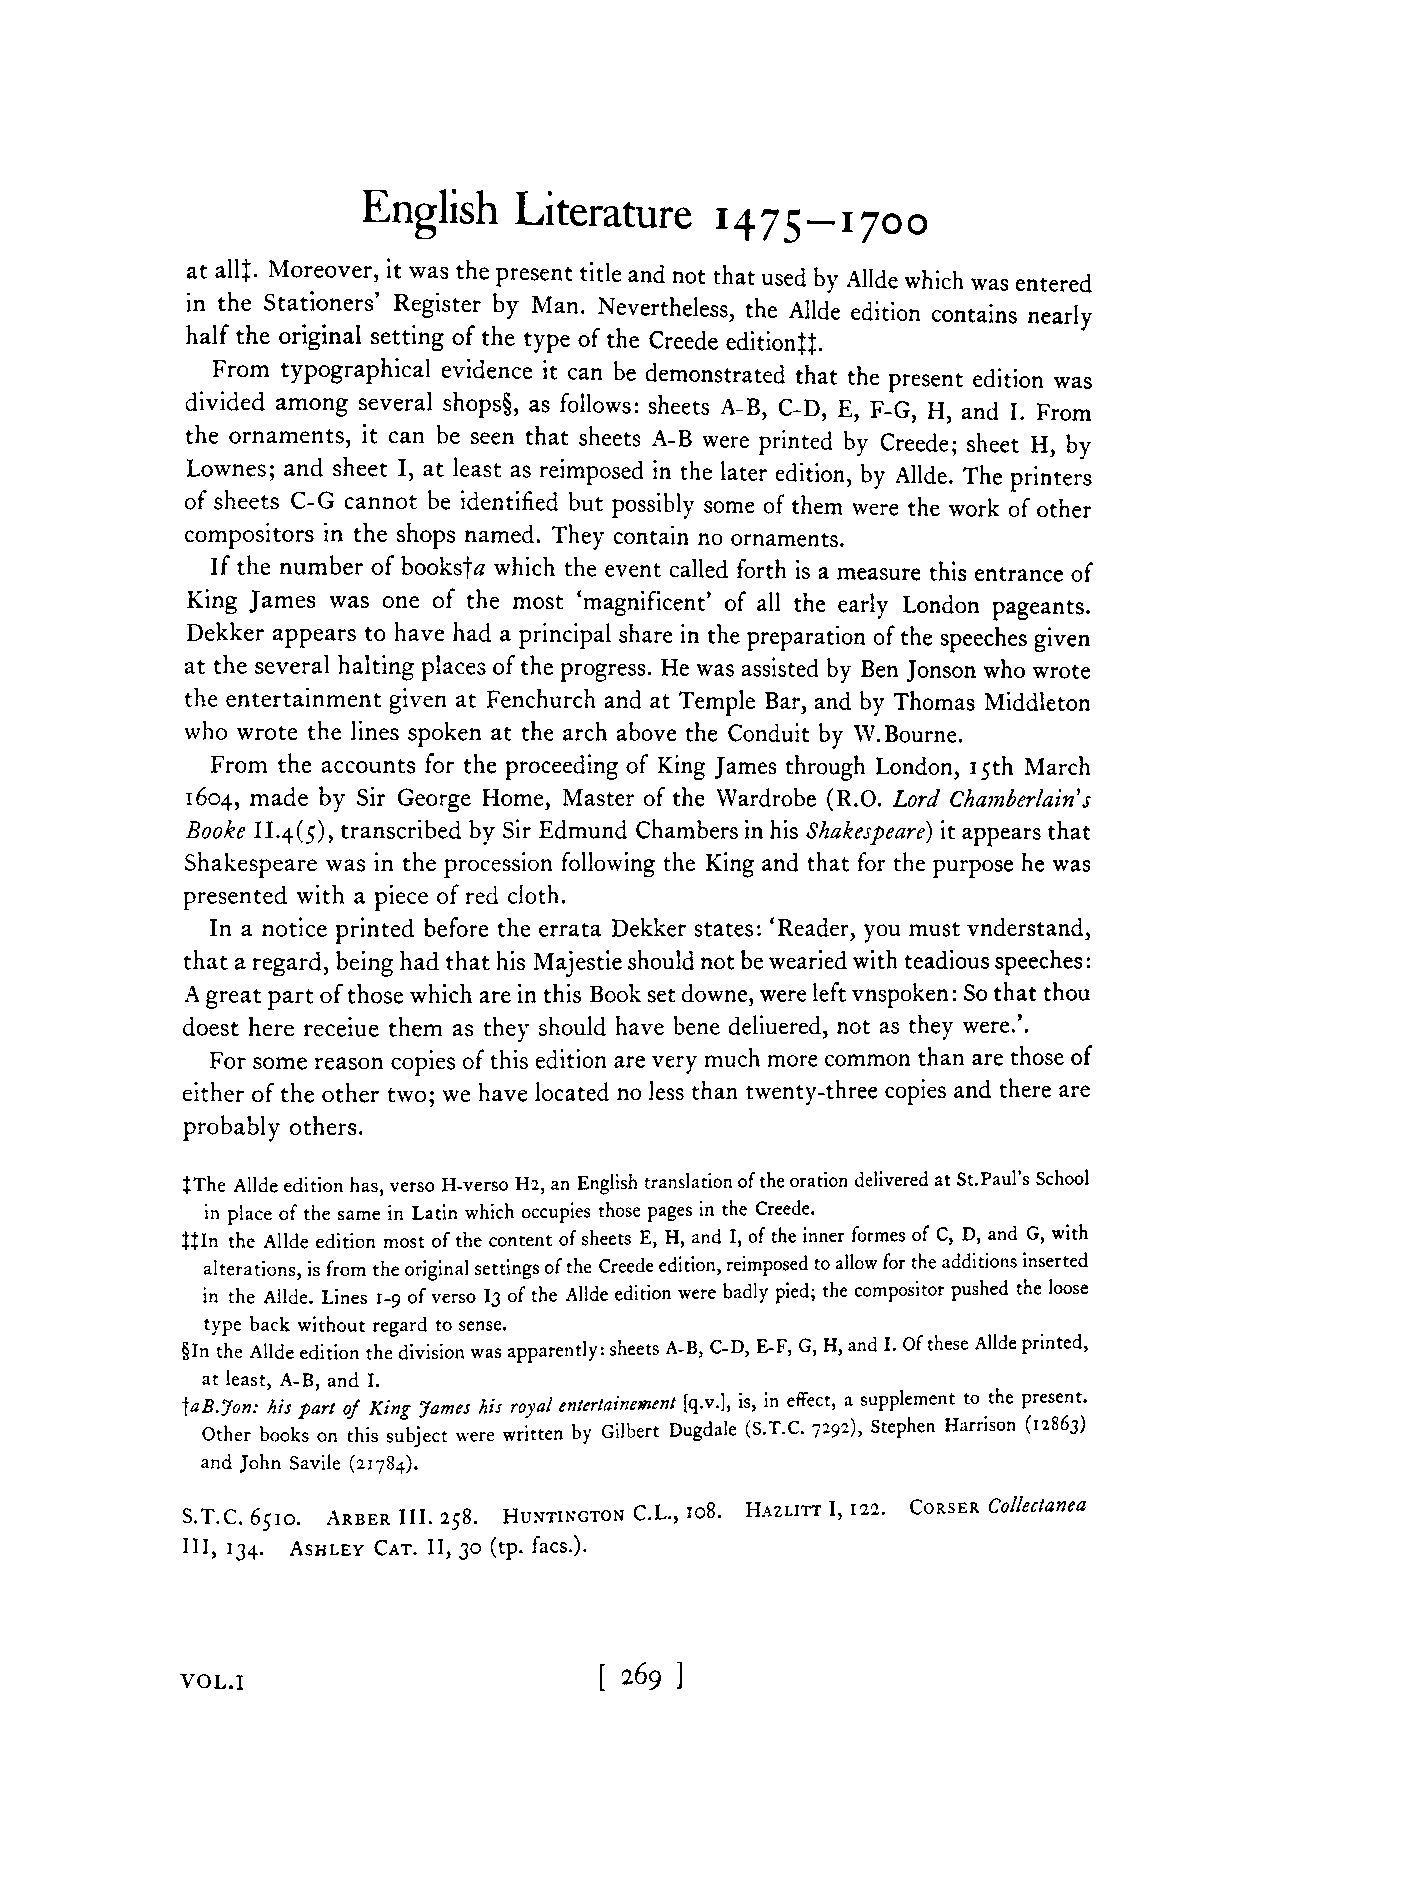 English Literature 1475–1700
at all‡. Moreover, it was the present title and not that used by Allde which was entered
in the Stationers' Register by Man. Nevertheless, the Allde edition contains nearly
half the original setting of the type of the Creede edition‡‡.
From typographical evidence it can be demonstrated that the present edition was
divided among several shops§, as follows: sheets A-B, C-D, E, F-G, H, and I. From
the ornaments, it can be seen that sheets A-B were printed by Creede; sheet H, by
Lownes; and sheet I, at least as reimposed in the later edition, by Allde. The printers
of sheets C-G cannot be identified but possibly some of them were the work of other
compositors in the shops named. They contain no ornaments.
If the number of books†a which the event called forth is a measure this entrance of
King James was one of the most 'magnificent' of all the early London pageants.
Dekker appears to have had a principal share in the preparation of the speeches given
at the several halting places of the progress. He was assisted by Ben Jonson who wrote
the entertainment given at Fenchurch and at Temple Bar, and by Thomas Middleton
who wrote the lines spoken at the arch above the Conduit by W.Bourne.
From the accounts for the proceeding of King James through London, 15th March
1604, made by Sir George Home, Master of the Wardrobe (R.O. Lord Chamberlain's
Booke II.4(5), transcribed by Sir Edmund Chambers in his Shakespeare) it appears that
Shakespeare was in the procession following the King and that for the purpose he was
presented with a piece of red cloth.
In a notice printed before the errata Dekker states: 'Reader, you must vnderstand,
that a regard, being had that his Majestie should not be wearied with teadious speeches:
A great part of those which are in this Book set downe, were left vnspoken: So that thou
doest here receiue them as they should have bene deliuered, not as they were.'.
For some reason copies of this edition are very much more common than are those of
either of the other two; we have located no less than twenty-three copies and there are
probably others.
‡The Allde edition has, verso H-verso H2, an English translation of the oration delivered at St.Paul's School
in place of the same in Latin which occupies those pages in the Creede.
‡‡In the Allde edition most of the content of sheets E, H, and I, of the inner formes of C, D, and G, with
alterations, is from the original settings of the Creede edition, reimposed to allow for the additions inserted
in the Allde. Lines 1-9 of verso I3 of the Allde edition were badly pied; the compositor pushed the loose
type back without regard to sense.
§In the Allde edition the division was apparently: sheets A-B, C-D, E-F, G, H, and I. Of these Allde printed,
at least, A-B, and I.
†aB.Jon: his part of King James his royal entertainement [q.v.], is, in effect, a supplement to the present.
Other books on this subject were written by Gilbert Dugdale (S.T.C. 7292), Stephen Harrison (12863)
and John Savile (21784).
S.T.C. 6510. ARBER III. 258. HUNTINGTON C.L., 108. HAZLITT I, 122. CORSER Collectanea
III, 134. ASHLEY CAT. II, 30 (tp. facs.).
VOL.I [ 269 ]